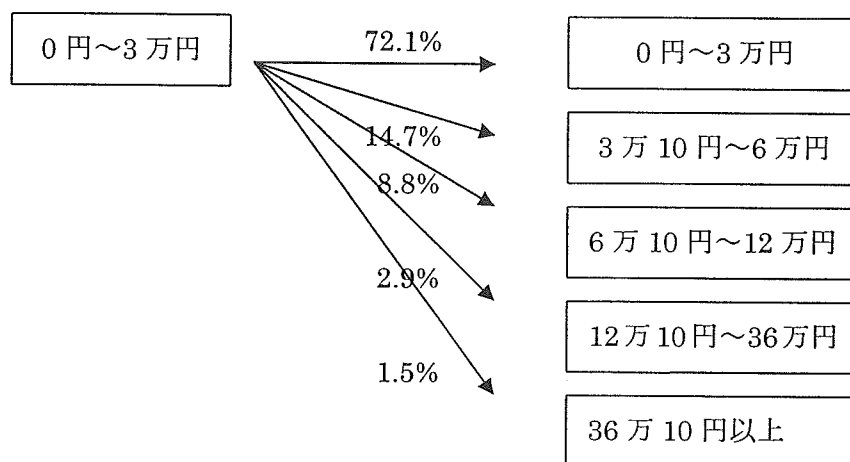 0 円～3 万円
72.1%
0 円～3 万円
14.7%
3 万 10 円～6 万円
8.8%
6 万 10 円～12 万円
2.9%
12 万 10 円～36 万円
1.5%
36 万 10 円以上